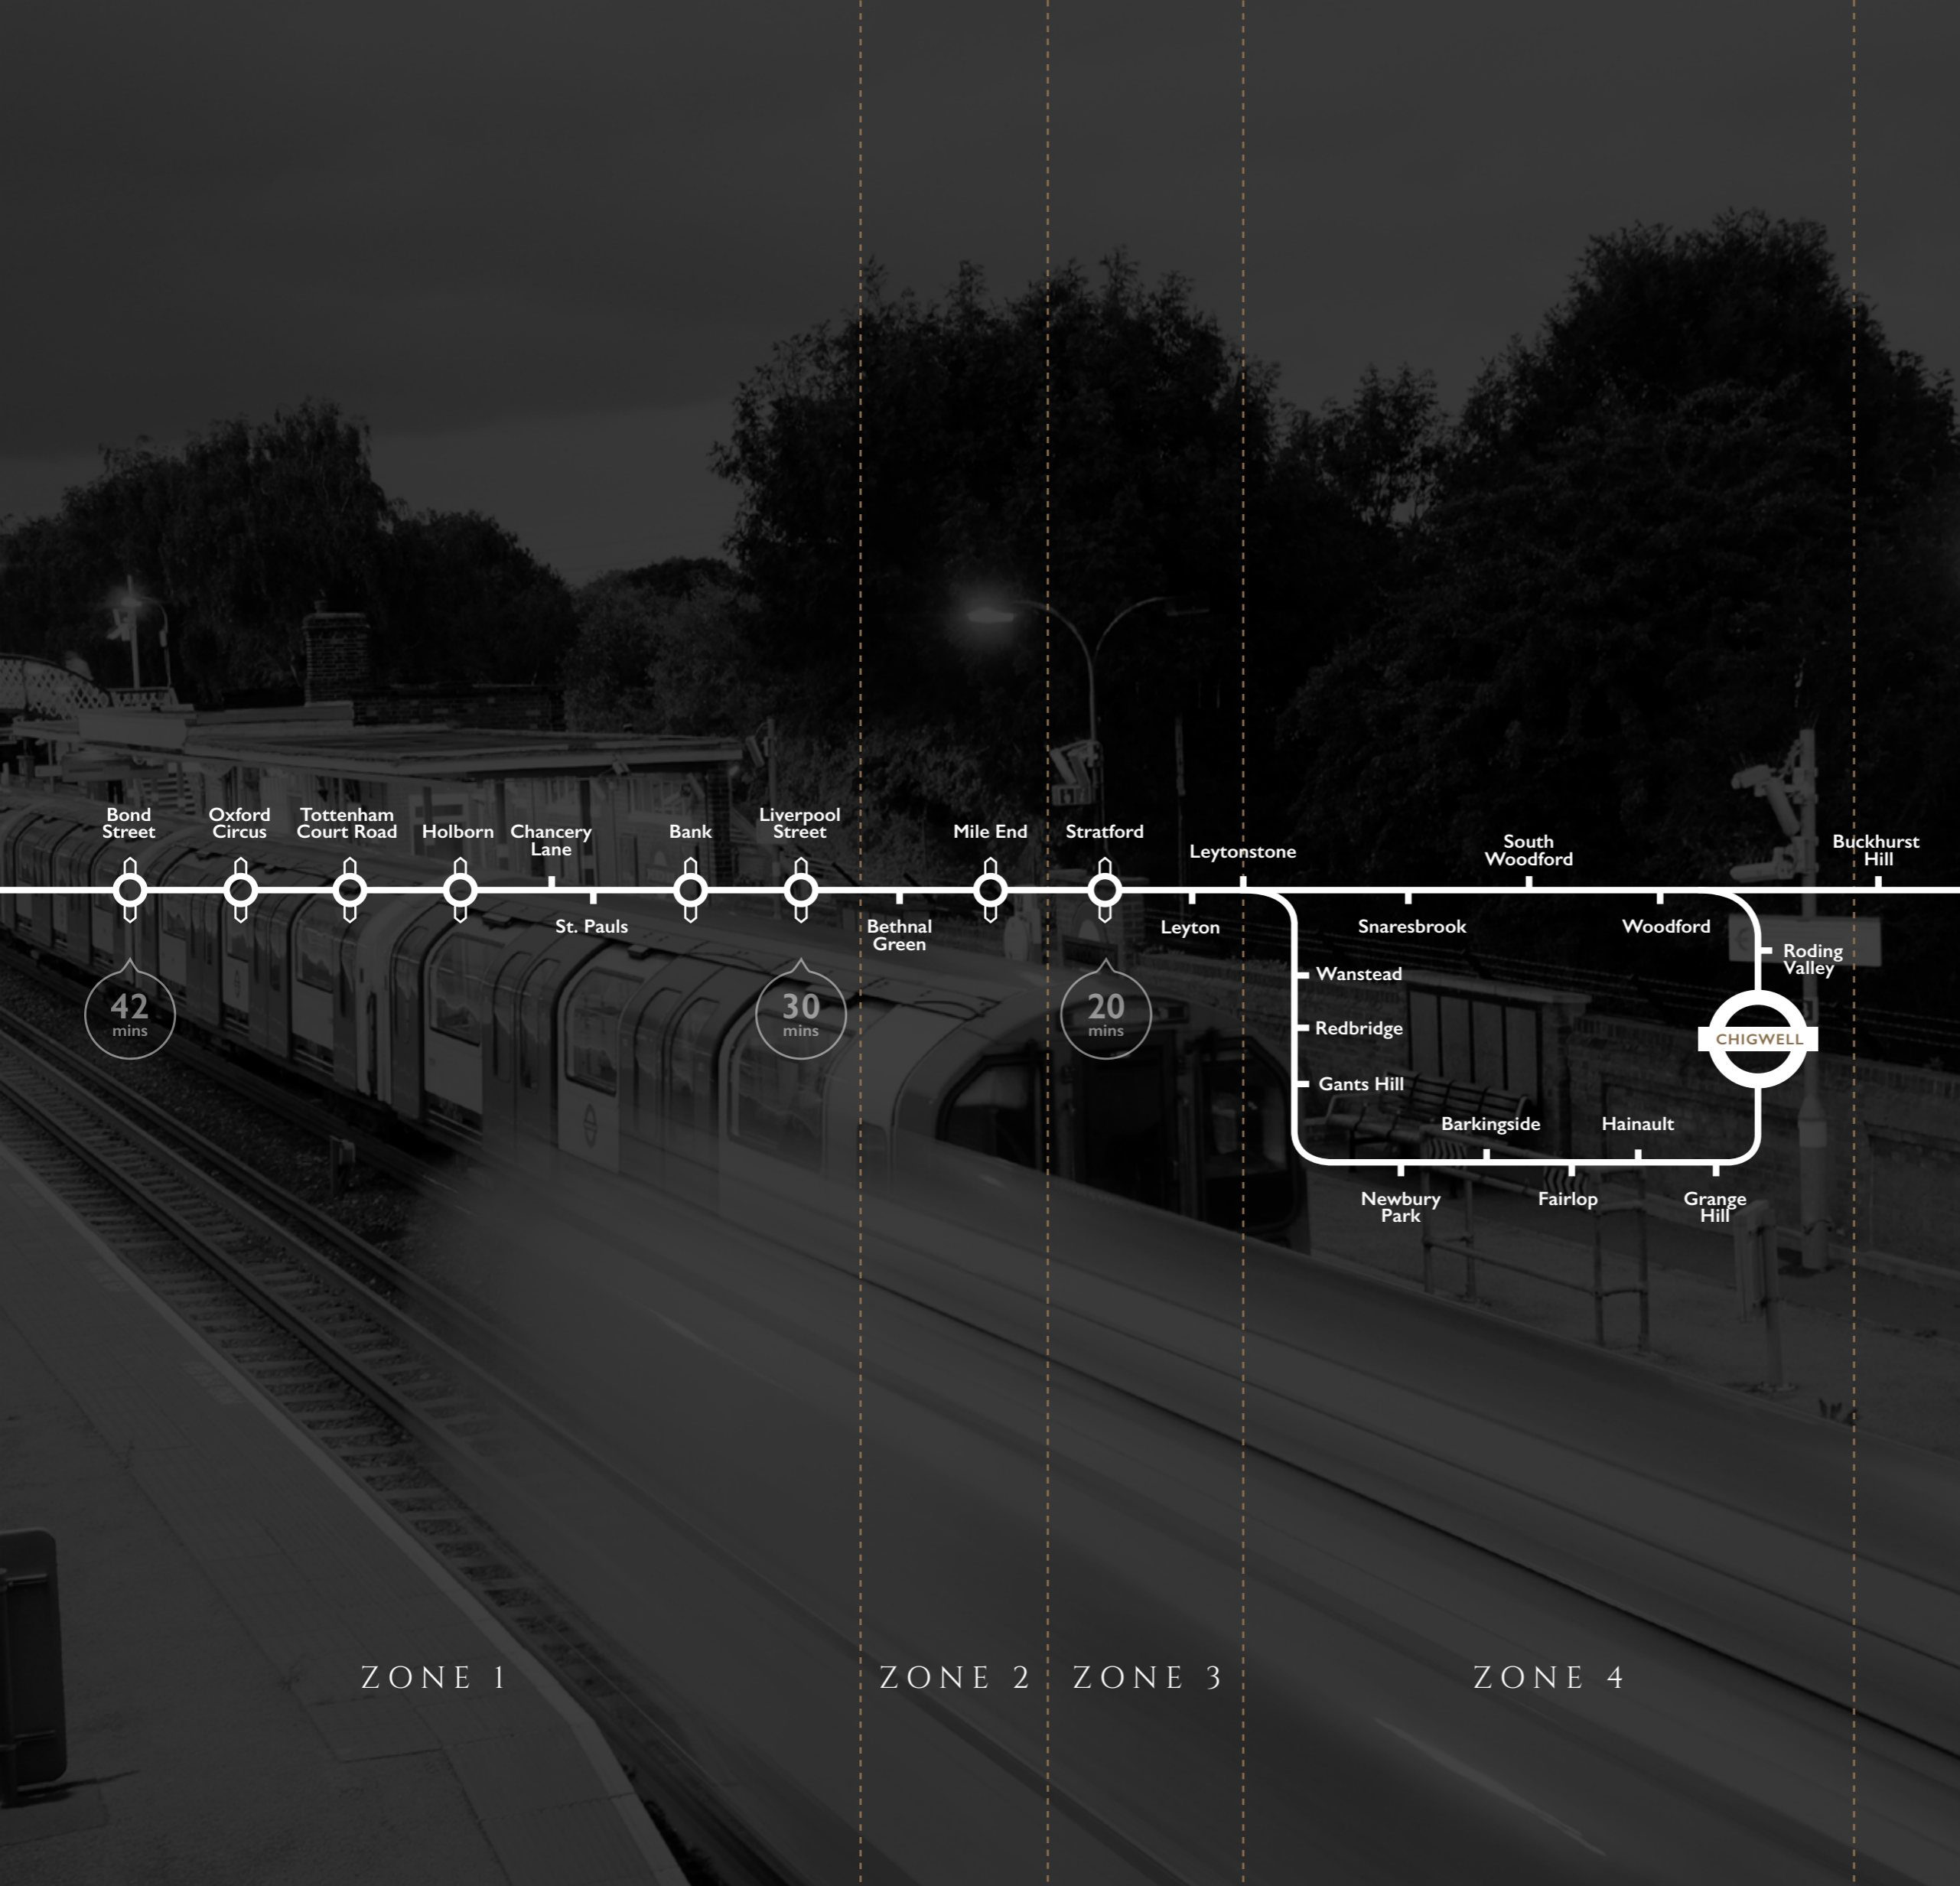 Bond
Street
Oxford
Circus
Tottenham
Court Road
Holborn
Chancery
Lane
St. Pauls
Bank
Liverpool
Street
Bethnal
Green
Mile End
Stratford
Leyton
Leytonstone
Snaresbrook
South
Woodford
Woodford
Buckhurst
Hill
Roding
Valley
Wanstead
Redbridge
Gants Hill
CHIGWELL
Barkingside
Hainault
Newbury
Park
Fairlop
Grange
Hill
42
mins
30
mins
20
mins
ZONE 1
ZONE 2
ZONE 3
ZONE 4